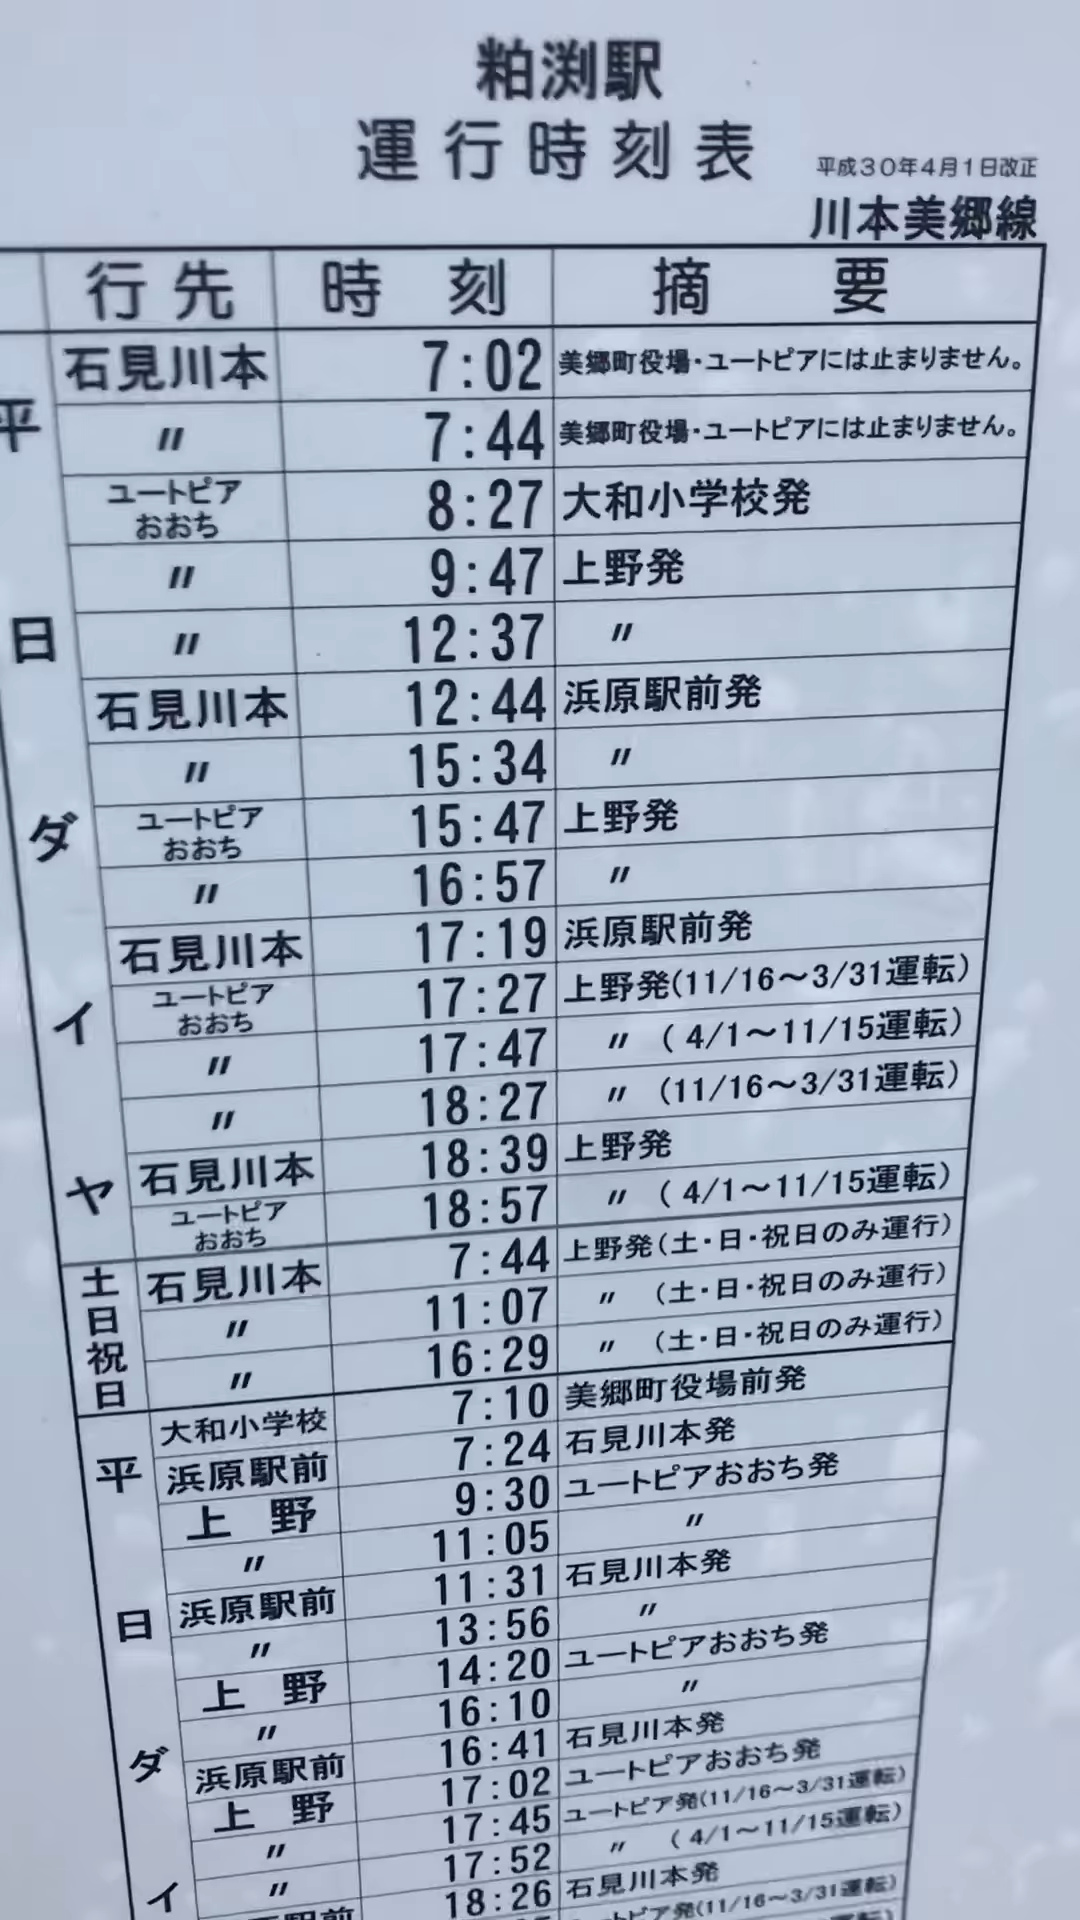 粕渕駅
運行時刻表
平成30年4月1日改正
川本美郷線
行先 時刻 摘要
平日ダイヤ
石見川本 7:02 美郷町役場・ユートピアには止まりません。
〃 7:44 美郷町役場・ユートピアには止まりません。
ユートピアおおち 8:27 大和小学校発
〃 9:47 上野発
〃 12:37 〃
石見川本 12:44 浜原駅前発
〃 15:34 〃
ユートピアおおち 15:47 上野発
〃 16:57 〃
石見川本 17:19 浜原駅前発
ユートピアおおち 17:27 上野発(11/16～3/31運転)
〃 17:47 〃 (4/1～11/15運転)
〃 18:27 〃 (11/16～3/31運転)
石見川本 18:39 上野発
ユートピアおおち 18:57 〃 (4/1～11/15運転)
土日祝日
石見川本 7:44 上野発(土・日・祝日のみ運行)
〃 11:07 〃 (土・日・祝日のみ運行)
〃 16:29 〃 (土・日・祝日のみ運行)
平日ダイ
大和小学校 7:10 美郷町役場前発
浜原駅前 7:24 石見川本発
上野 9:30 ユートピアおおち発
〃 11:05 〃
浜原駅前 11:31 石見川本発
〃 13:56 〃
上野 14:20 ユートピアおおち発
〃 16:10 〃
浜原駅前 16:41 石見川本発
上野 17:02 ユートピアおおち発
〃 17:45 ユートピア発(11/16～3/31運転)
〃 17:52 〃 (4/1～11/15運転)
原駅前 18:26 石見川本発
ユートピア発(11/16～3/31運転)